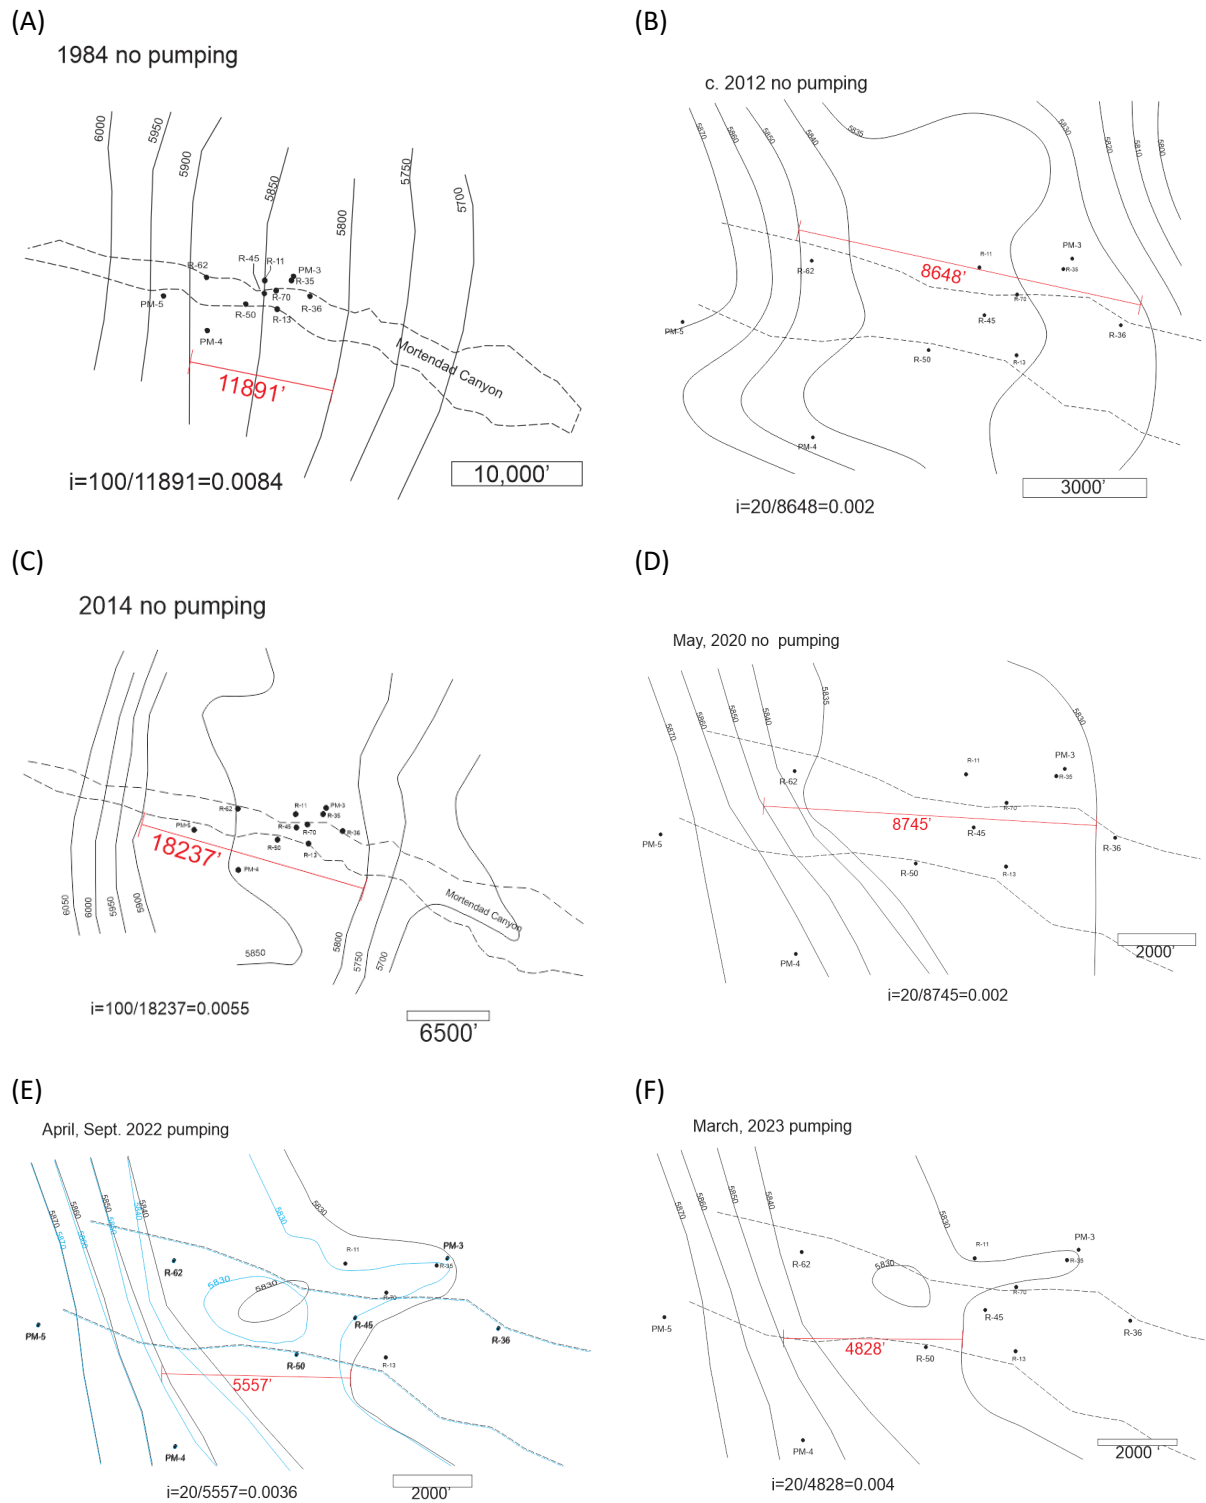 (A)
1984 no pumping
6000
5950
5900
5850
5800
5750
5700
R-62
R-45
R-11
PM-3
R-35
PM-5
R-70
R-50
R-36
R-13
PM-4
Mortendad Canyon
11891’
10,000’
i=100/11891=0.0084
(B)
c. 2012 no pumping
5870
5860
5850
5840
5835
5830
5820
5810
5800
R-62
R-11
PM-3
R-35
8648’
R-70
PM-5
R-45
R-36
R-50
R-13
PM-4
3000’
i=20/8648=0.002
(C)
2014 no pumping
R-62
R-11
PM-3
R-35
PM-5
R-45
R-70
R-36
R-50
R-13
18237’
PM-4
Mortendad Canyon
6050
6000
5950
5900
5850
5800
5750
5700
i=100/18237=0.0055
6500’
(D)
May, 2020 no pumping
5870
5860
5850
5840
5835
5830
R-62
R-11
PM-3
R-35
R-70
8745’
PM-5
R-45
R-36
R-50
R-13
PM-4
2000’
i=20/8745=0.002
(E)
April, Sept. 2022 pumping
5870
5870
5860
5860
5850
5850
5840
5840
5830
5830
R-62
R-11
PM-3
R-35
5830
5830
R-70
PM-5
R-45
R-36
R-50
R-13
5557’
PM-4
i=20/5557=0.0036
2000’
(F)
March, 2023 pumping
5870
5860
5850
5840
5830
R-62
R-11
PM-3
R-35
5830
R-70
PM-5
R-45
R-36
4828’
R-50
R-13
PM-4
2000 ’
i=20/4828=0.004